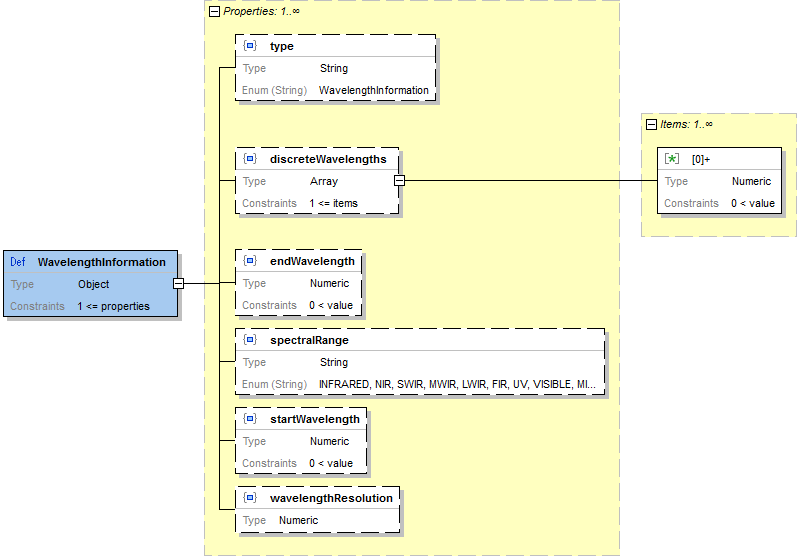 Properties: 1..∞
type
Type String
Enum (String) WavelengthInformation
discreteWavelengths
Type Array
Constraints 1 <= items
Items: 1..∞
[0]+
Type Numeric
Constraints 0 < value
Def WavelengthInformation
Type Object
Constraints 1 <= properties
endWavelength
Type Numeric
Constraints 0 < value
spectralRange
Type String
Enum (String) INFRARED, NIR, SWIR, MWIR, LWIR, FIR, UV, VISIBLE, MI...
startWavelength
Type Numeric
Constraints 0 < value
wavelengthResolution
Type Numeric